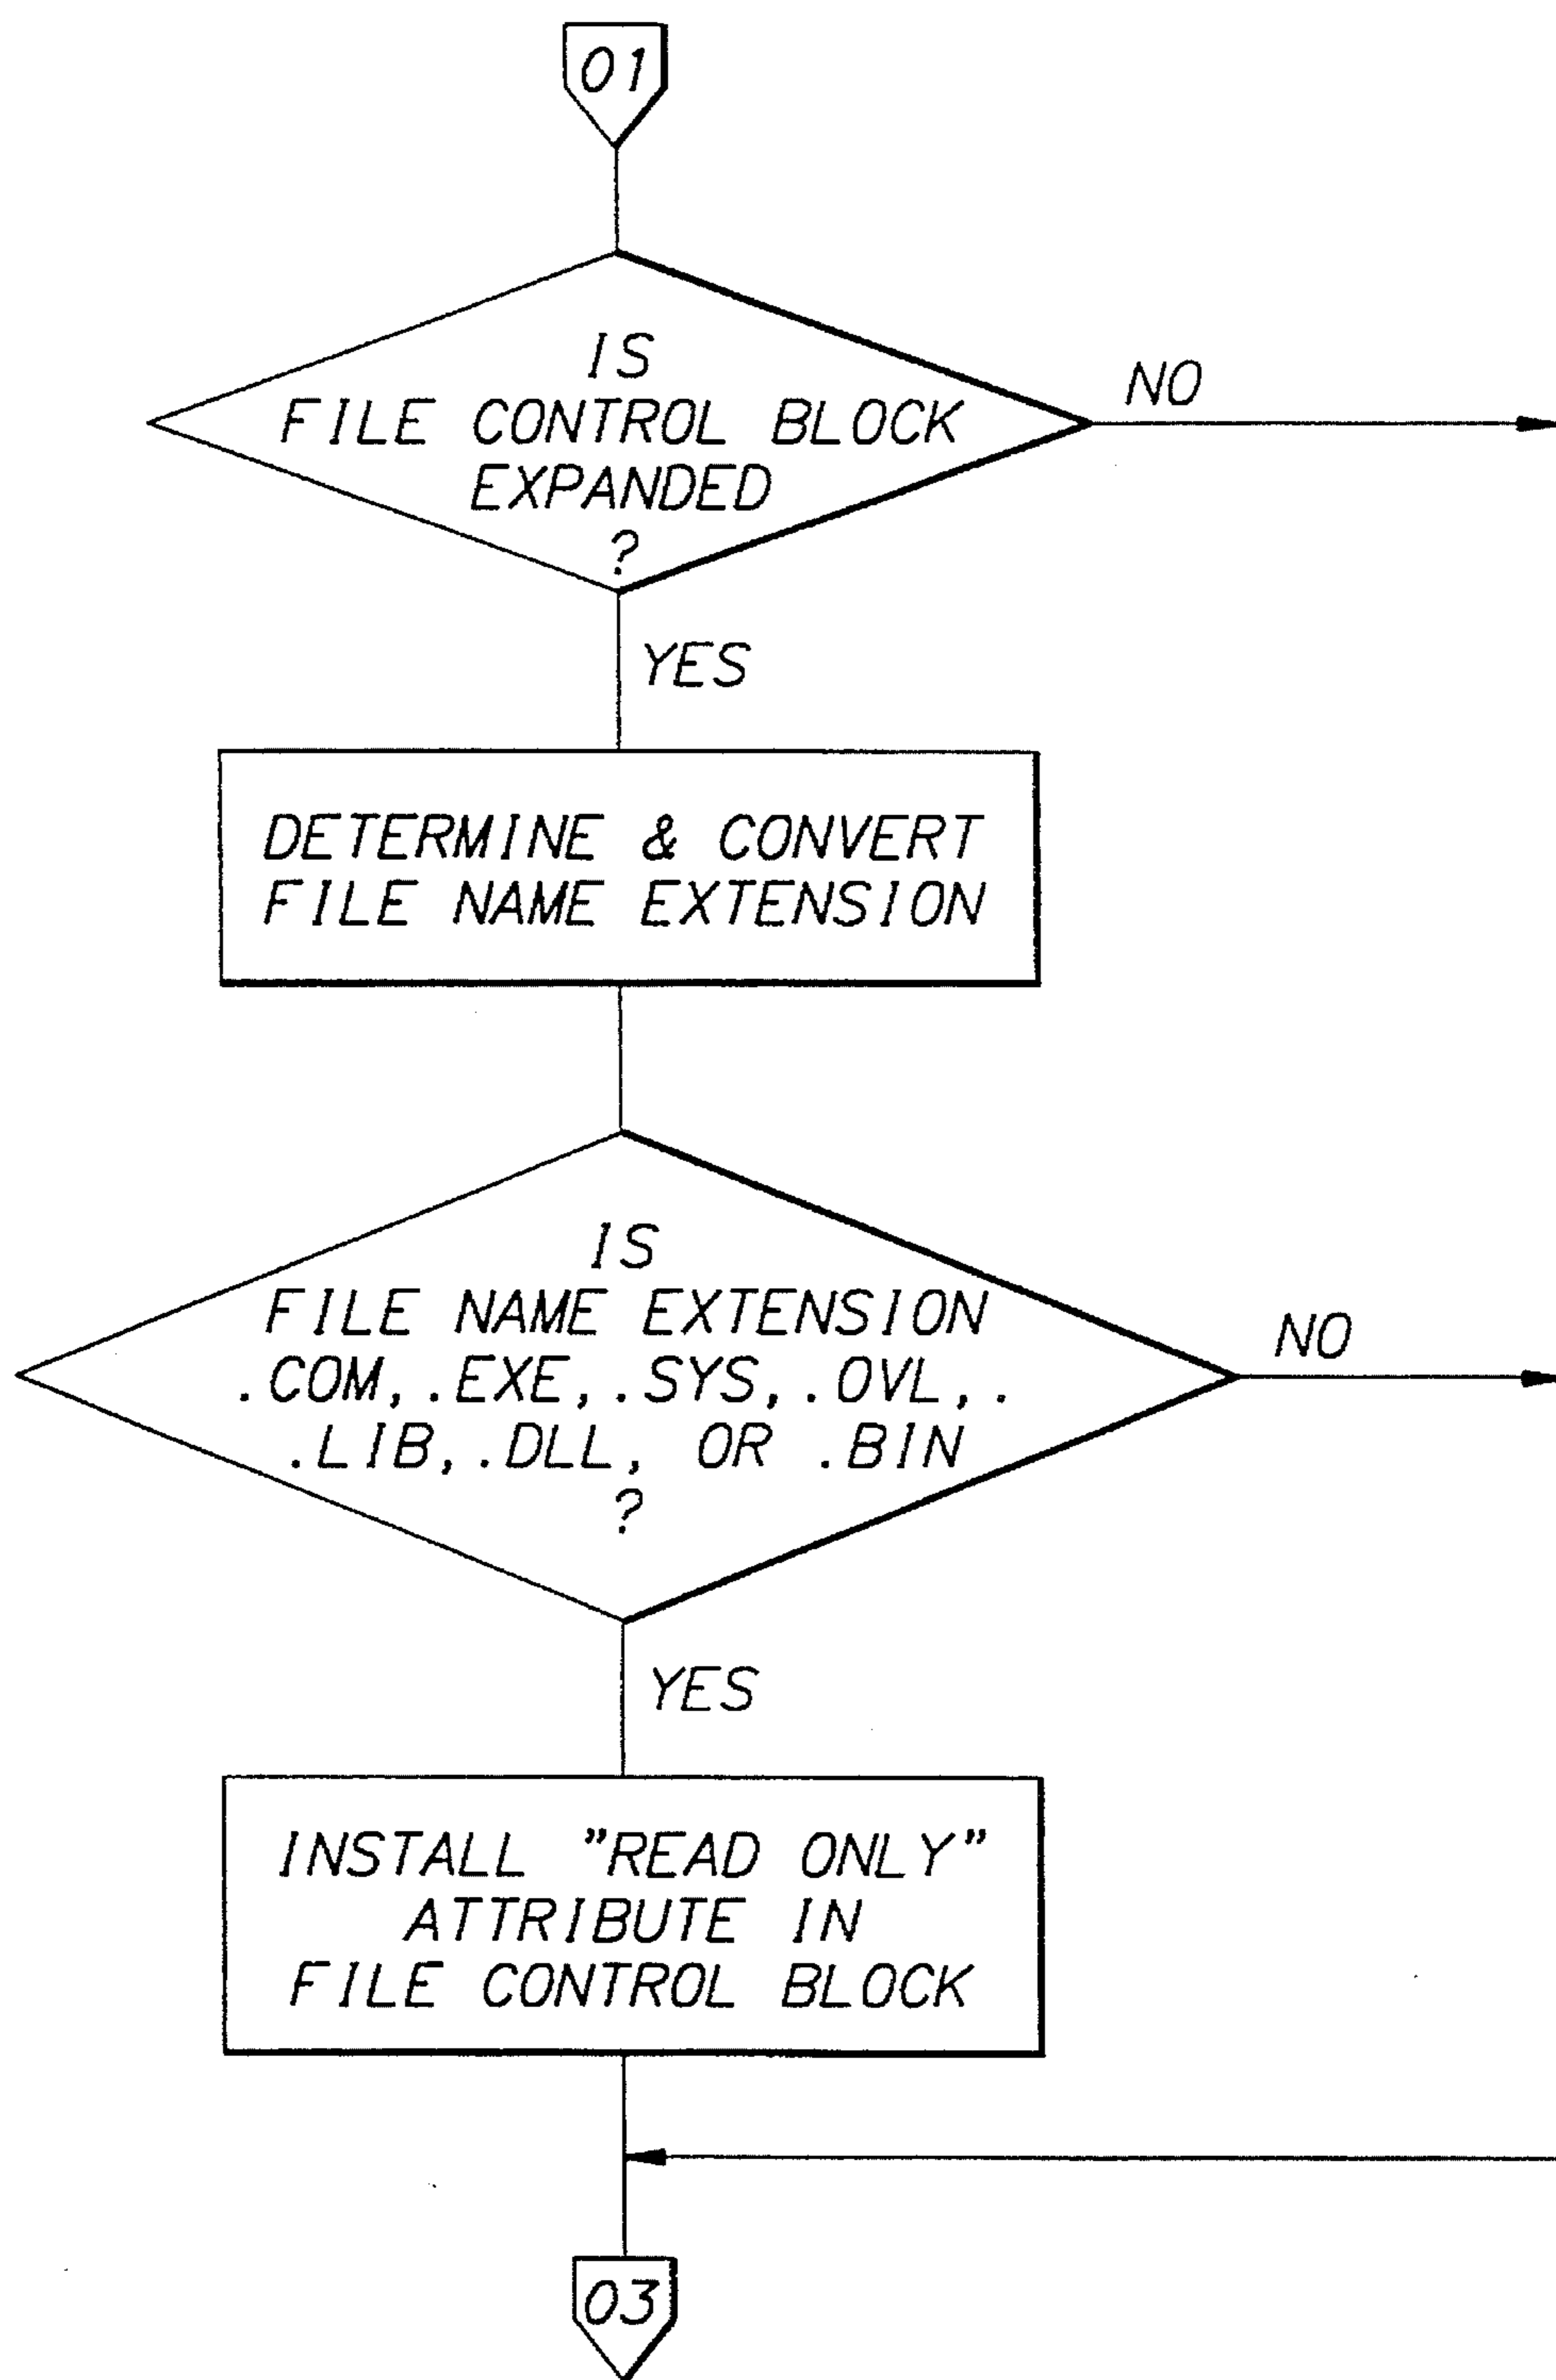 01
IS
FILE CONTROL BLOCK
EXPANDED
?
NO
YES
DETERMINE & CONVERT
FILE NAME EXTENSION
IS
FILE NAME EXTENSION
.COM,.EXE,.SYS,.OVL,.
.LIB,.DLL, OR .BIN
?
NO
YES
INSTALL "READ ONLY"
ATTRIBUTE IN
FILE CONTROL BLOCK
03